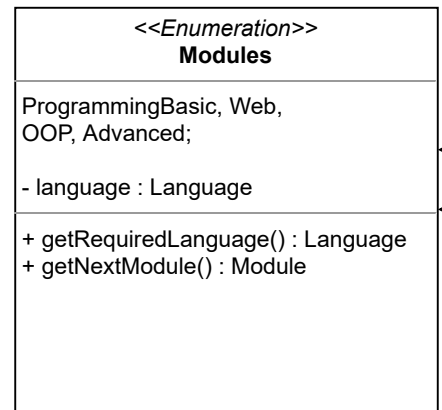 <<Enumeration>>
Modules
ProgrammingBasic, Web,
OOP, Advanced;
- language : Language
+ getRequiredLanguage() : Language
+ getNextModule() : Module